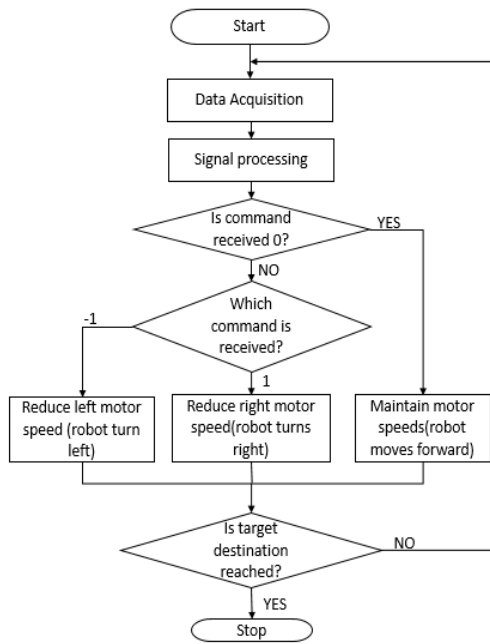 Start
Data Acquisition
Signal processing
Is command
received 0?
YES
NO
Which
command is
received?
-1
1
Reduce left motor
speed (robot turn
left)
Reduce right motor
speed(robot turns
right)
Maintain motor
speeds(robot
moves forward)
Is target
destination
reached?
NO
YES
Stop